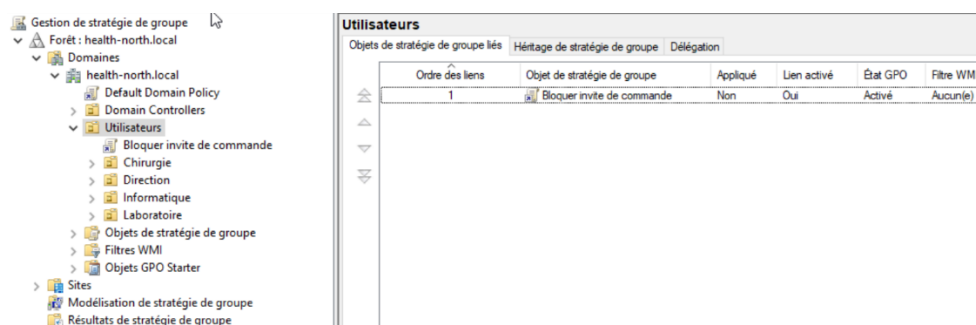 Gestion de stratégie de groupe
Forêt : health-north.local
Domaines
health-north.local
Default Domain Policy
Domain Controllers
Utilisateurs
Bloquer invite de commande
Chirurgie
Direction
Informatique
Laboratoire
Objets de stratégie de groupe
Filtres WMI
Objets GPO Starter
Sites
Modélisation de stratégie de groupe
Résultats de stratégie de groupe
Utilisateurs
Objets de stratégie de groupe liés Héritage de stratégie de groupe Délégation
Ordre des liens Objet de stratégie de groupe Appliqué Lien activé État GPO Filtre WM
1 Bloquer invite de commande Non Oui Activé Aucun(e)